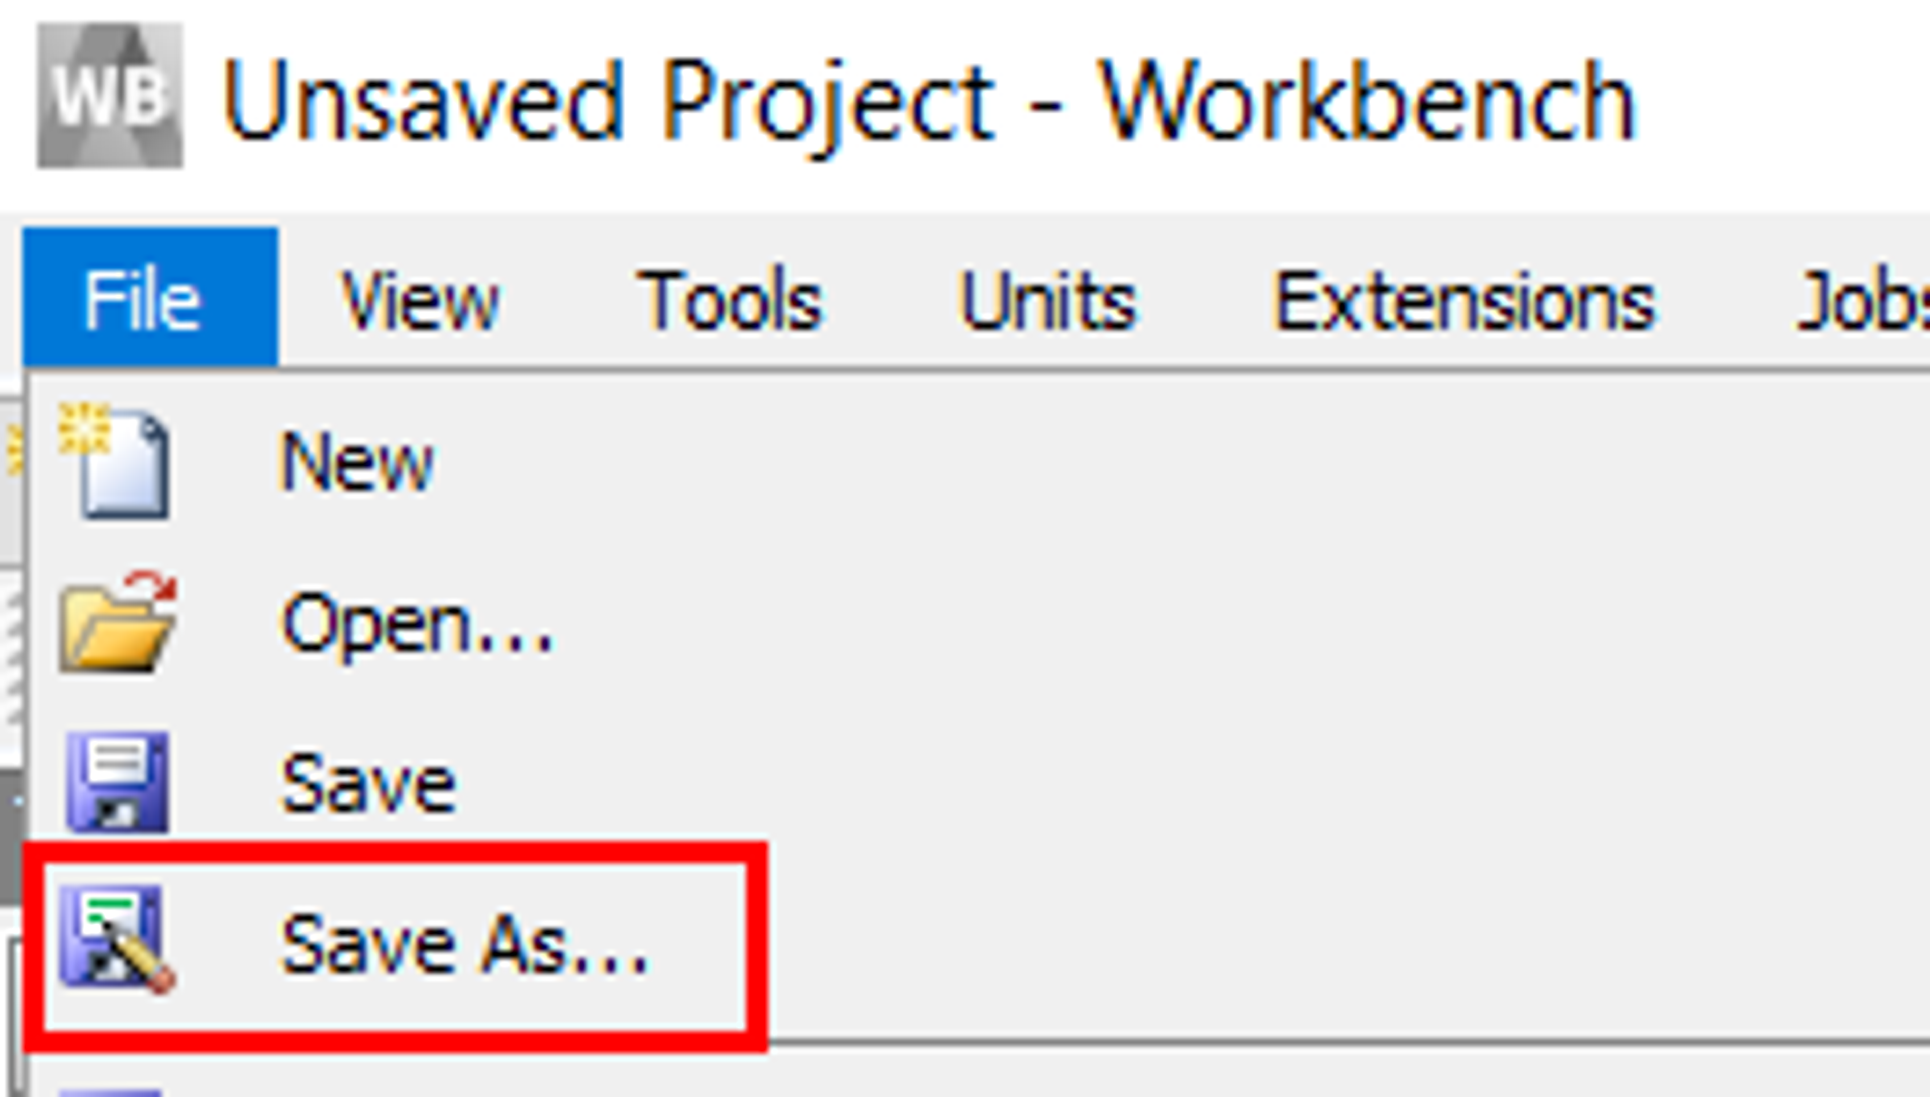 WB Unsaved Project - Workbench
File View Tools Units Extensions Jobs
New
Open...
Save
Save As...